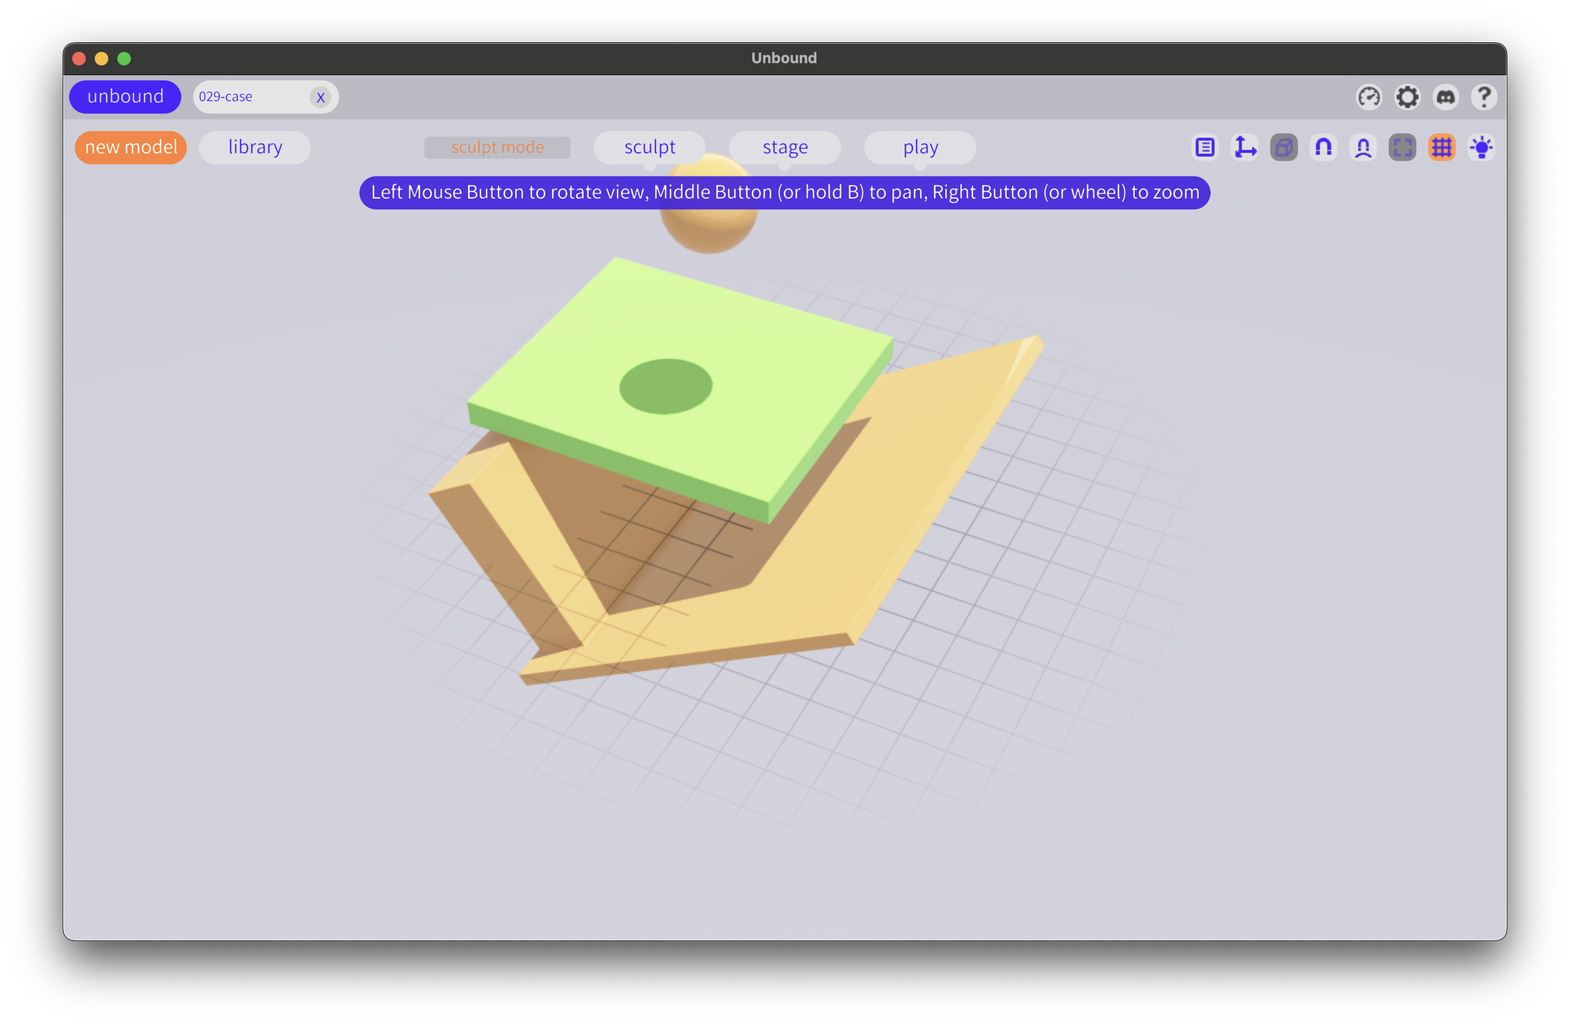 Unbound
unbound
029-case
X
new model
library
sculpt mode
sculpt
stage
play
Left Mouse Button to rotate view, Middle Button (or hold B) to pan, Right Button (or wheel) to zoom